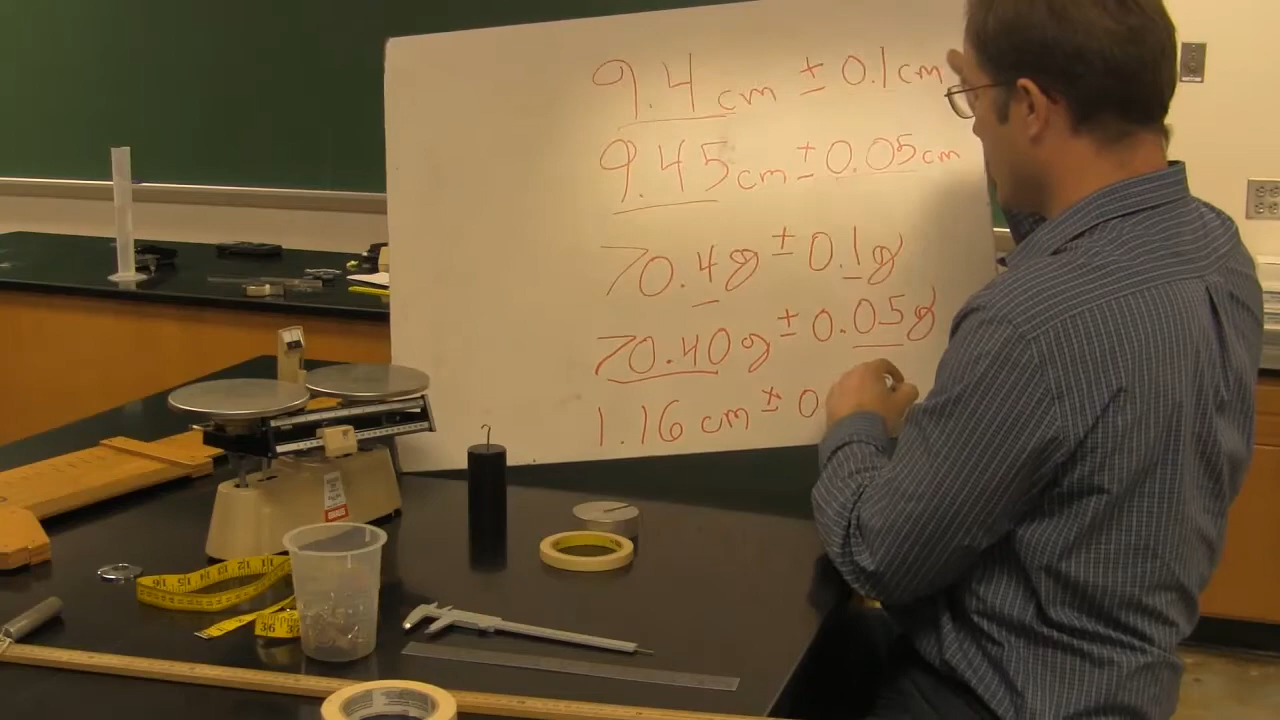 9.4 cm ± 0.1 cm
9.45 cm ± 0.05 cm
70.4 g ± 0.1 g
70.40 g ± 0.05 g
1.16 cm ± 0